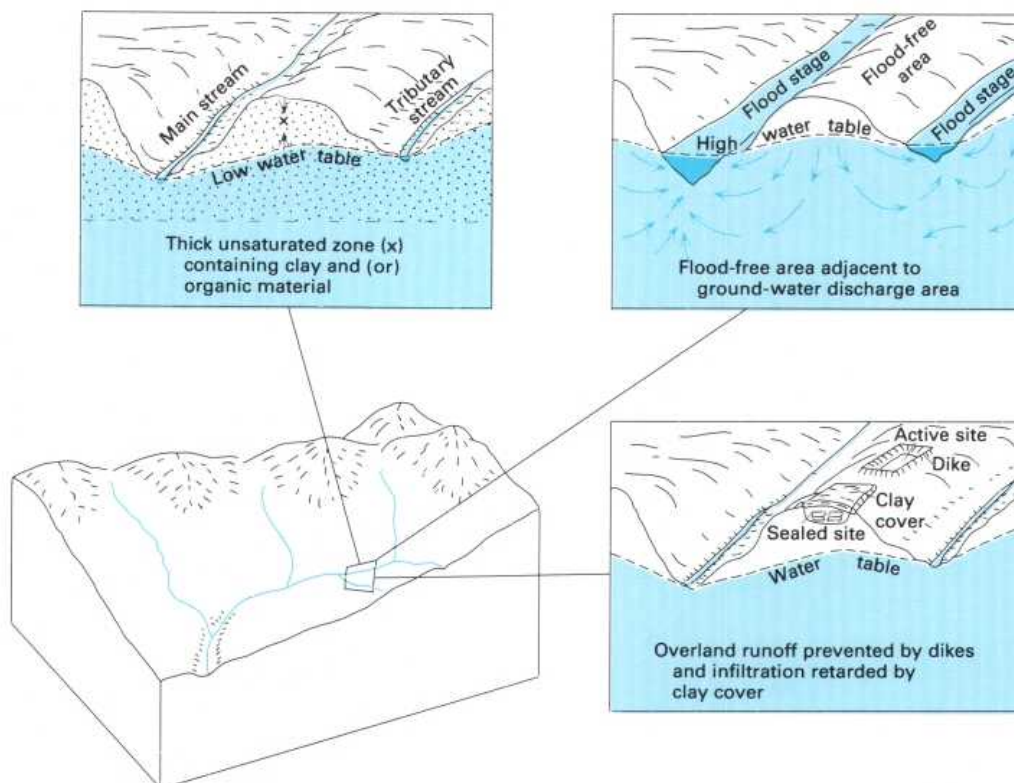 Main stream
Tributary
stream
Low water table
x
Thick unsaturated zone (x)
containing clay and (or)
organic material
Flood stage
Flood-free
area
Flood stage
High water table
Flood-free area adjacent to
ground-water discharge area
Active site
Dike
Clay
cover
Sealed site
Water table
Overland runoff prevented by dikes
and infiltration retarded by
clay cover